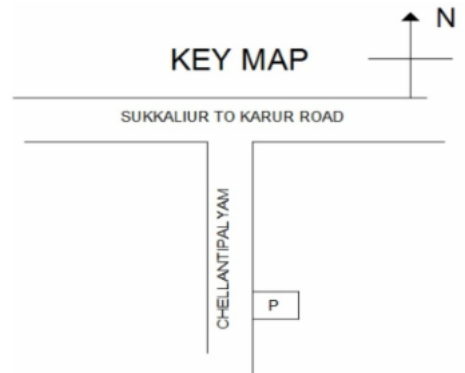 N
KEY MAP
SUKKALIUR TO KARUR ROAD
CHELLANTIPALYAM
P